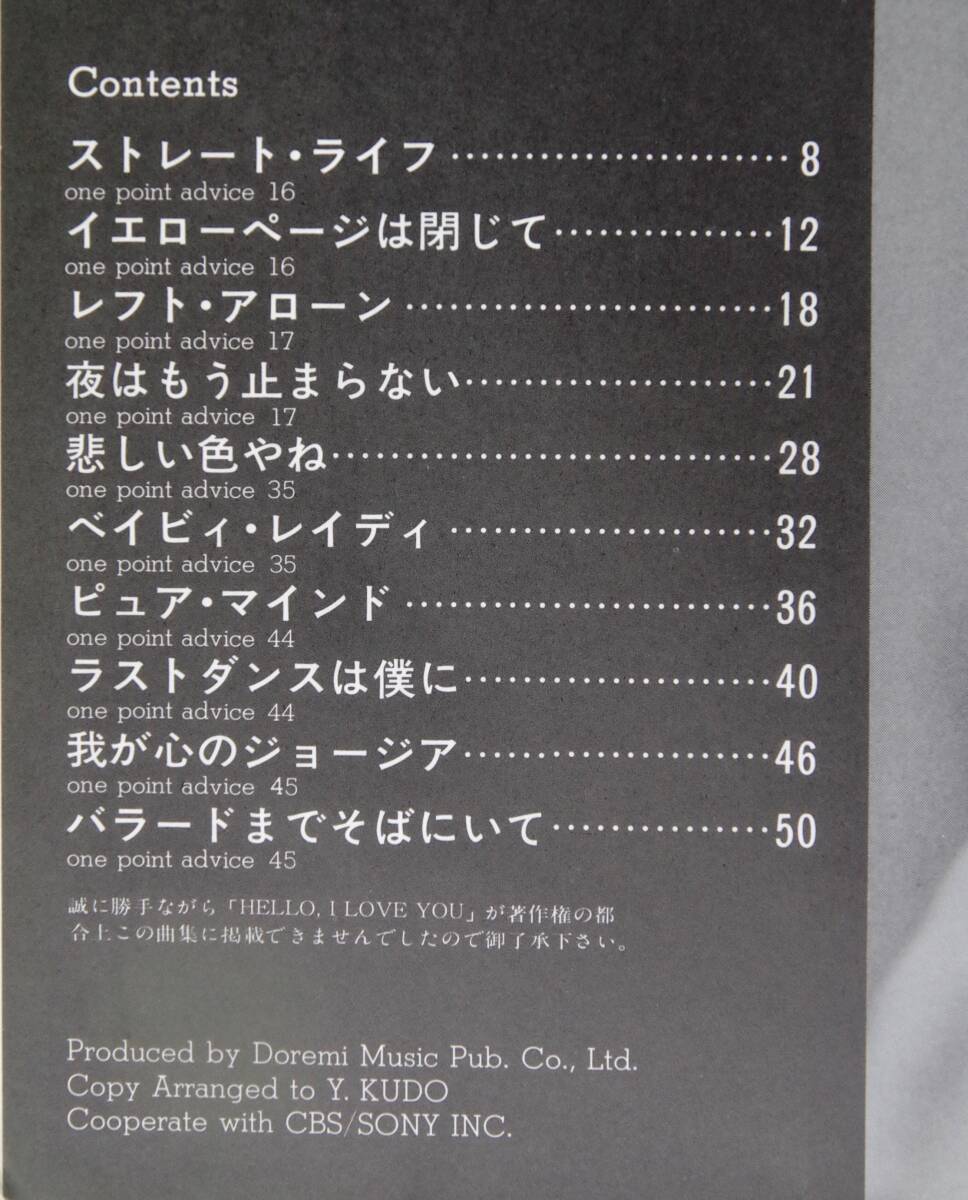 Contents
ストレート・ライフ……………………8
one point advice 16
イエローページは閉じて……………12
one point advice 16
レフト・アローン………………………18
one point advice 17
夜はもう止まらない…………………21
one point advice 17
悲しい色やね…………………………28
one point advice 35
ベイビィ・レイディ……………………32
one point advice 35
ピュア・マインド………………………36
one point advice 44
ラストダンスは僕に…………………40
one point advice 44
我が心のジョージア…………………46
one point advice 45
バラードまでそばにいて……………50
one point advice 45
誠に勝手ながら「HELLO, I LOVE YOU」が著作権の都
合上この曲集に掲載できませんでしたので御了承下さい。
Produced by Doremi Music Pub. Co., Ltd.
Copy Arranged to Y. KUDO
Cooperate with CBS/SONY INC.